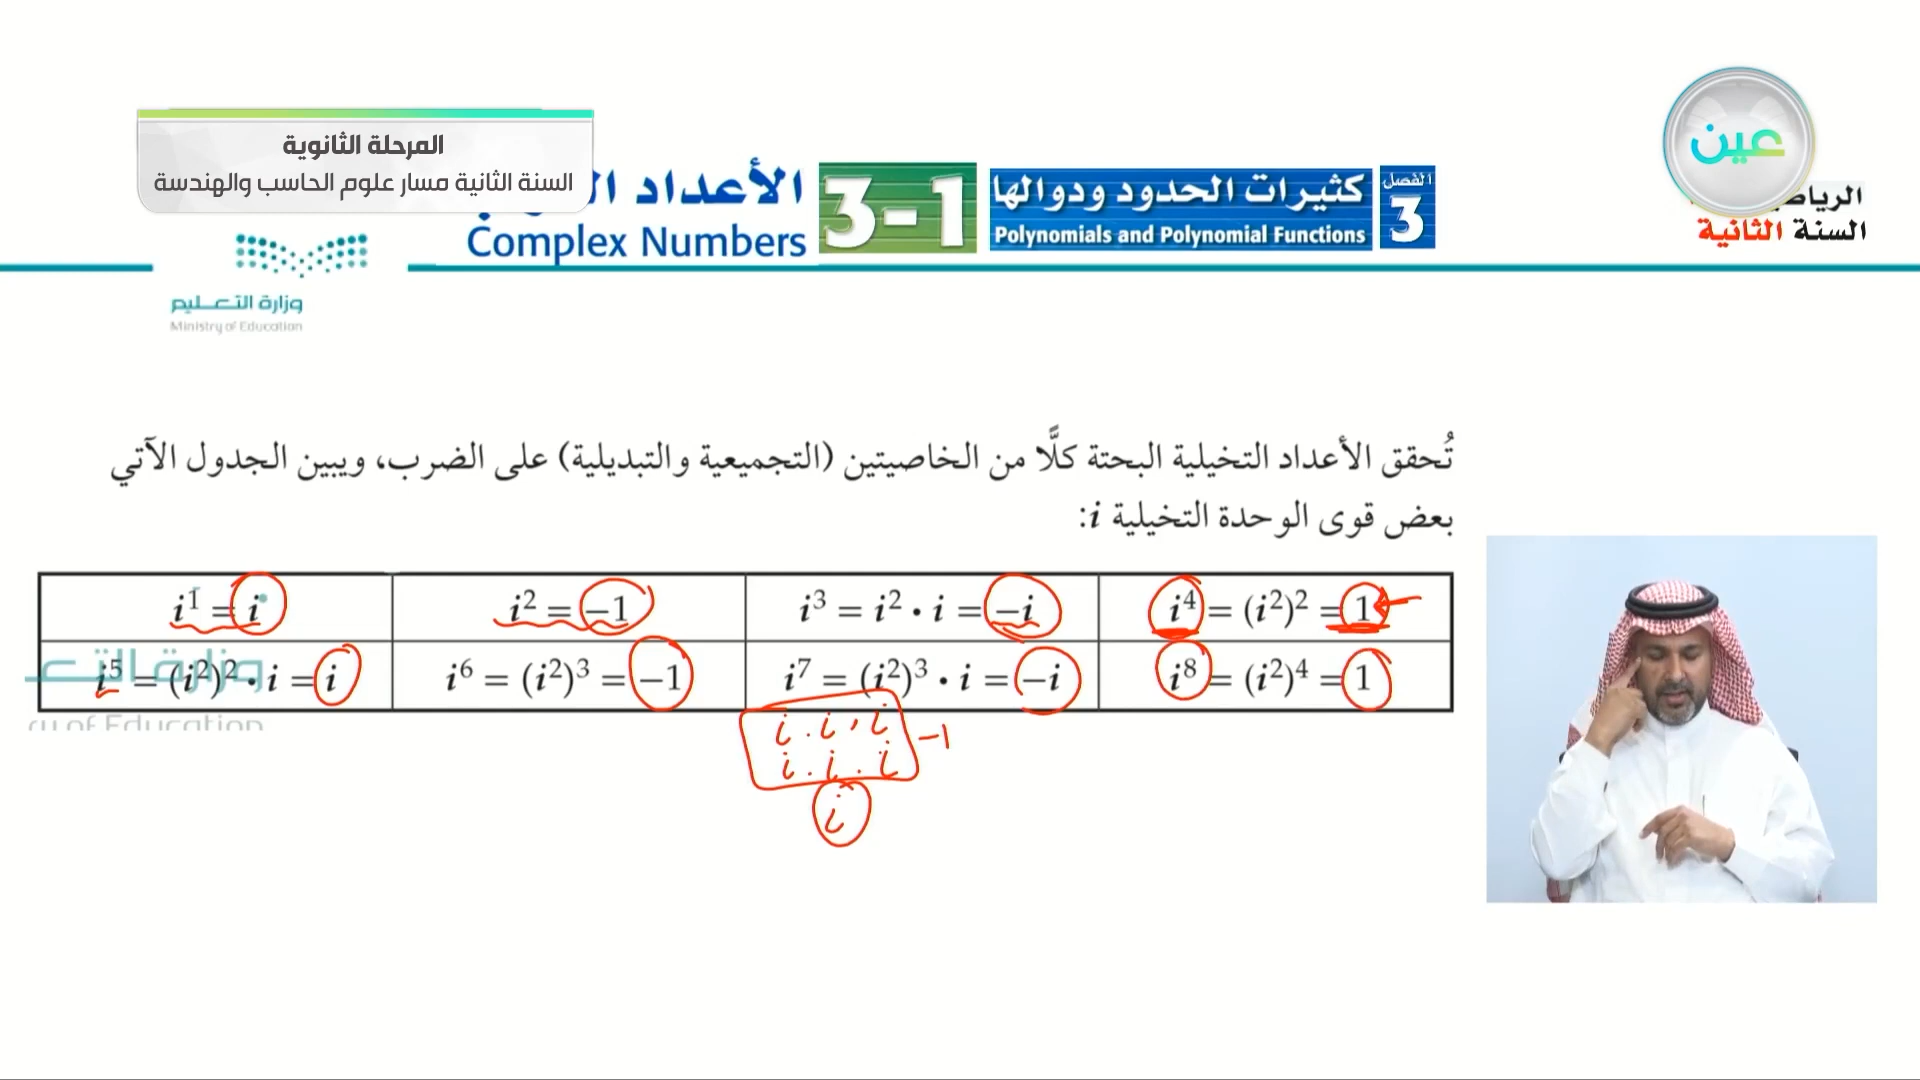 المرحلة الثانوية
السنة الثانية مسار علوم الحاسب والهندسة
عين
السنة الثانية
الفصل
3
كثيرات الحدود ودوالها
Polynomials and Polynomial Functions
3-1
الأعداد
Complex Numbers
وزارة التعليم
Ministry of Education
تُحقق الأعداد التخيلية البحتة كلًّا من الخاصيتين (التجميعية والتبديلية) على الضرب، ويبين الجدول الآتي
بعض قوى الوحدة التخيلية i:
i¹ = i
i² = −1
i³ = i² • i = −i
i⁴ = (i²)² = 1
i⁵ = (i²)² • i = i
i⁶ = (i²)³ = −1
i⁷ = (i²)³ • i = −i
i⁸ = (i²)⁴ = 1
i . i . i
i . i . i
−1
i